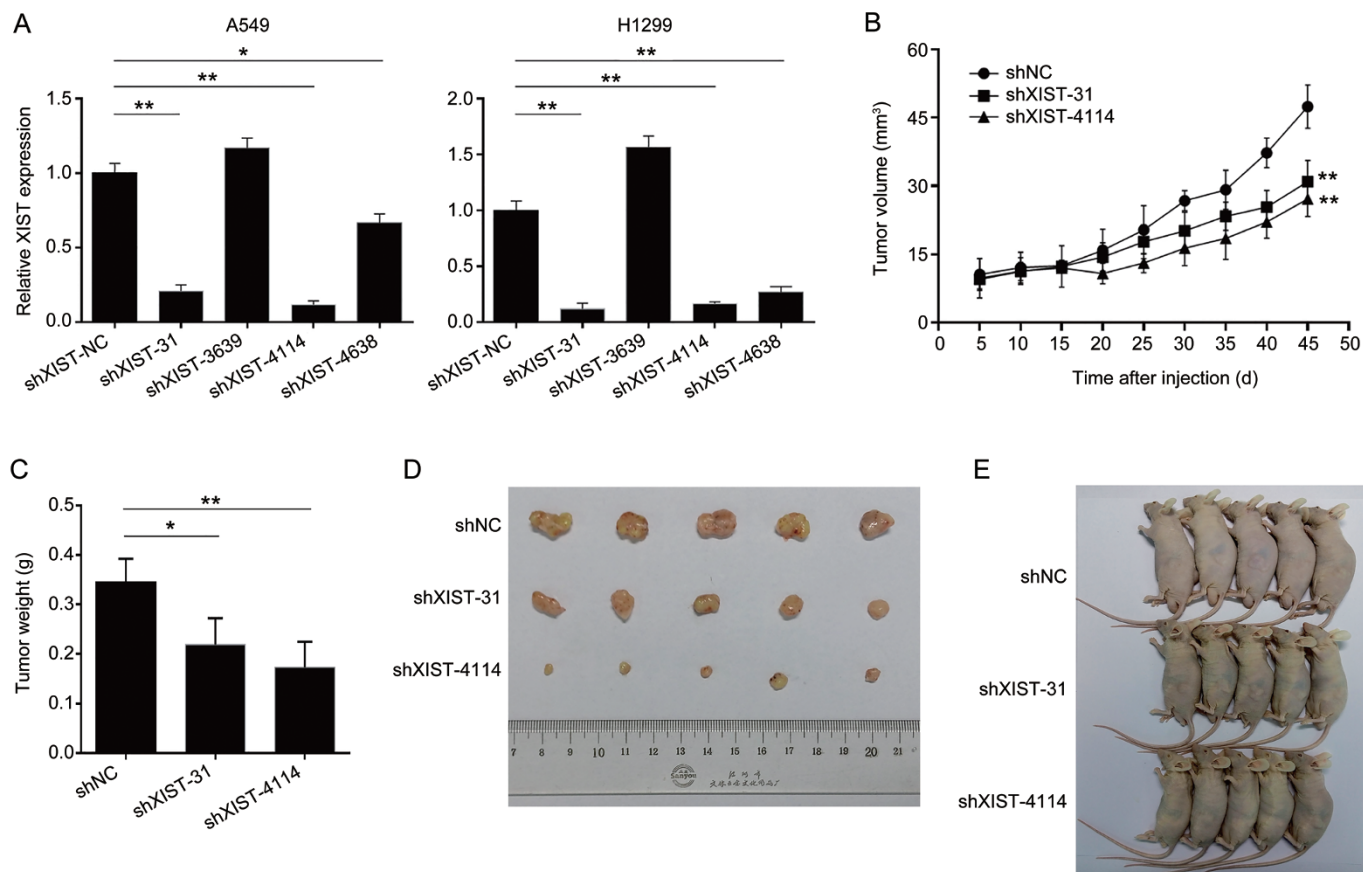 A
A549
H1299
*
**
**
**
**
**
Relative XIST expression
1.5
1.0
0.5
0.0
shXIST-NC
shXIST-31
shXIST-3639
shXIST-4114
shXIST-4638
2.0
1.5
1.0
0.5
0.0
shXIST-NC
shXIST-31
shXIST-3639
shXIST-4114
shXIST-4638
B
shNC
shXIST-31
shXIST-4114
Tumor volume (mm³)
60
45
30
15
0
**
**
0 5 10 15 20 25 30 35 40 45 50
Time after injection (d)
C
**
*
Tumor weight (g)
0.5
0.4
0.3
0.2
0.1
0.0
shNC
shXIST-31
shXIST-4114
D
shNC
shXIST-31
shXIST-4114
7 8 9 10 11 12 13 14 15 16 17 18 19 20 21
Sanyou
E
shNC
shXIST-31
shXIST-4114